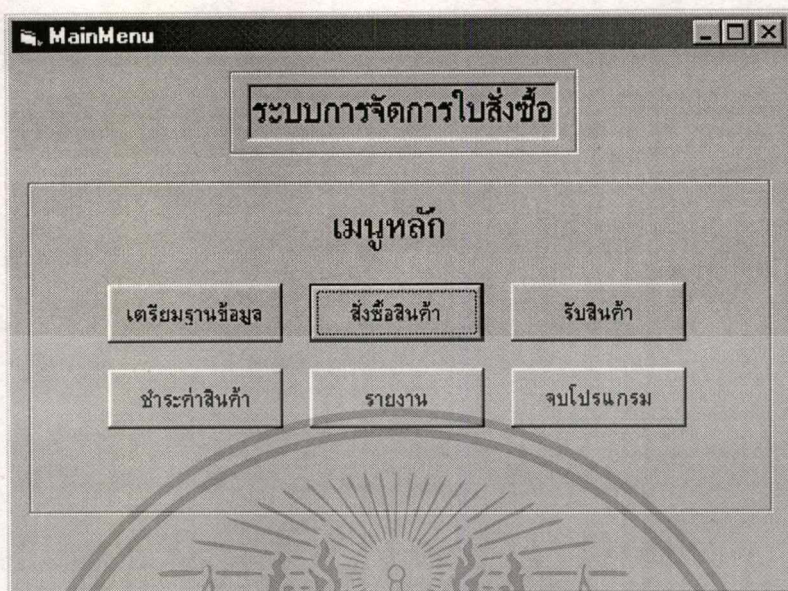 MainMenu
ระบบการจัดการใบสั่งซื้อ
เมนูหลัก
เตรียมฐานข้อมูล สั่งซื้อสินค้า รับสินค้า
ชำระค่าสินค้า รายงาน จบโปรแกรม